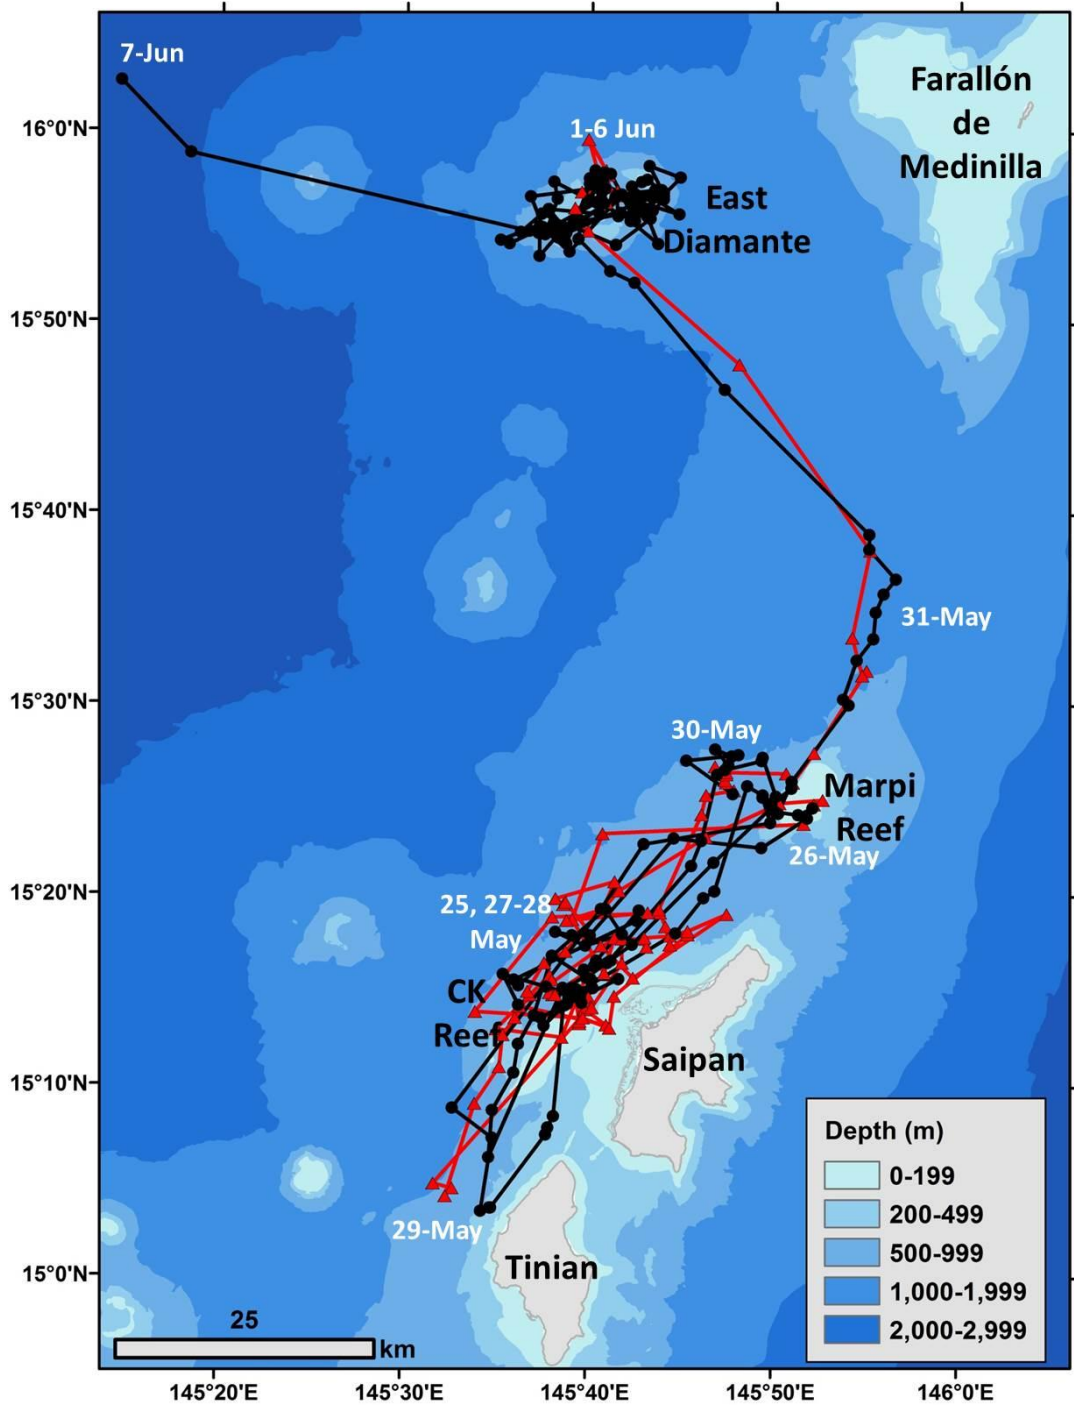 7-Jun
Farallón
de
Medinilla
16°0'N
1-6 Jun
East
Diamante
15°50'N
15°40'N
31-May
15°30'N
30-May
Marpi
Reef
26-May
15°20'N
25, 27-28
May
CK
Reef
Saipan
15°10'N
29-May
Tinian
15°0'N
Depth (m)
0-199
200-499
500-999
1,000-1,999
2,000-2,999
25
km
145°20'E
145°30'E
145°40'E
145°50'E
146°0'E